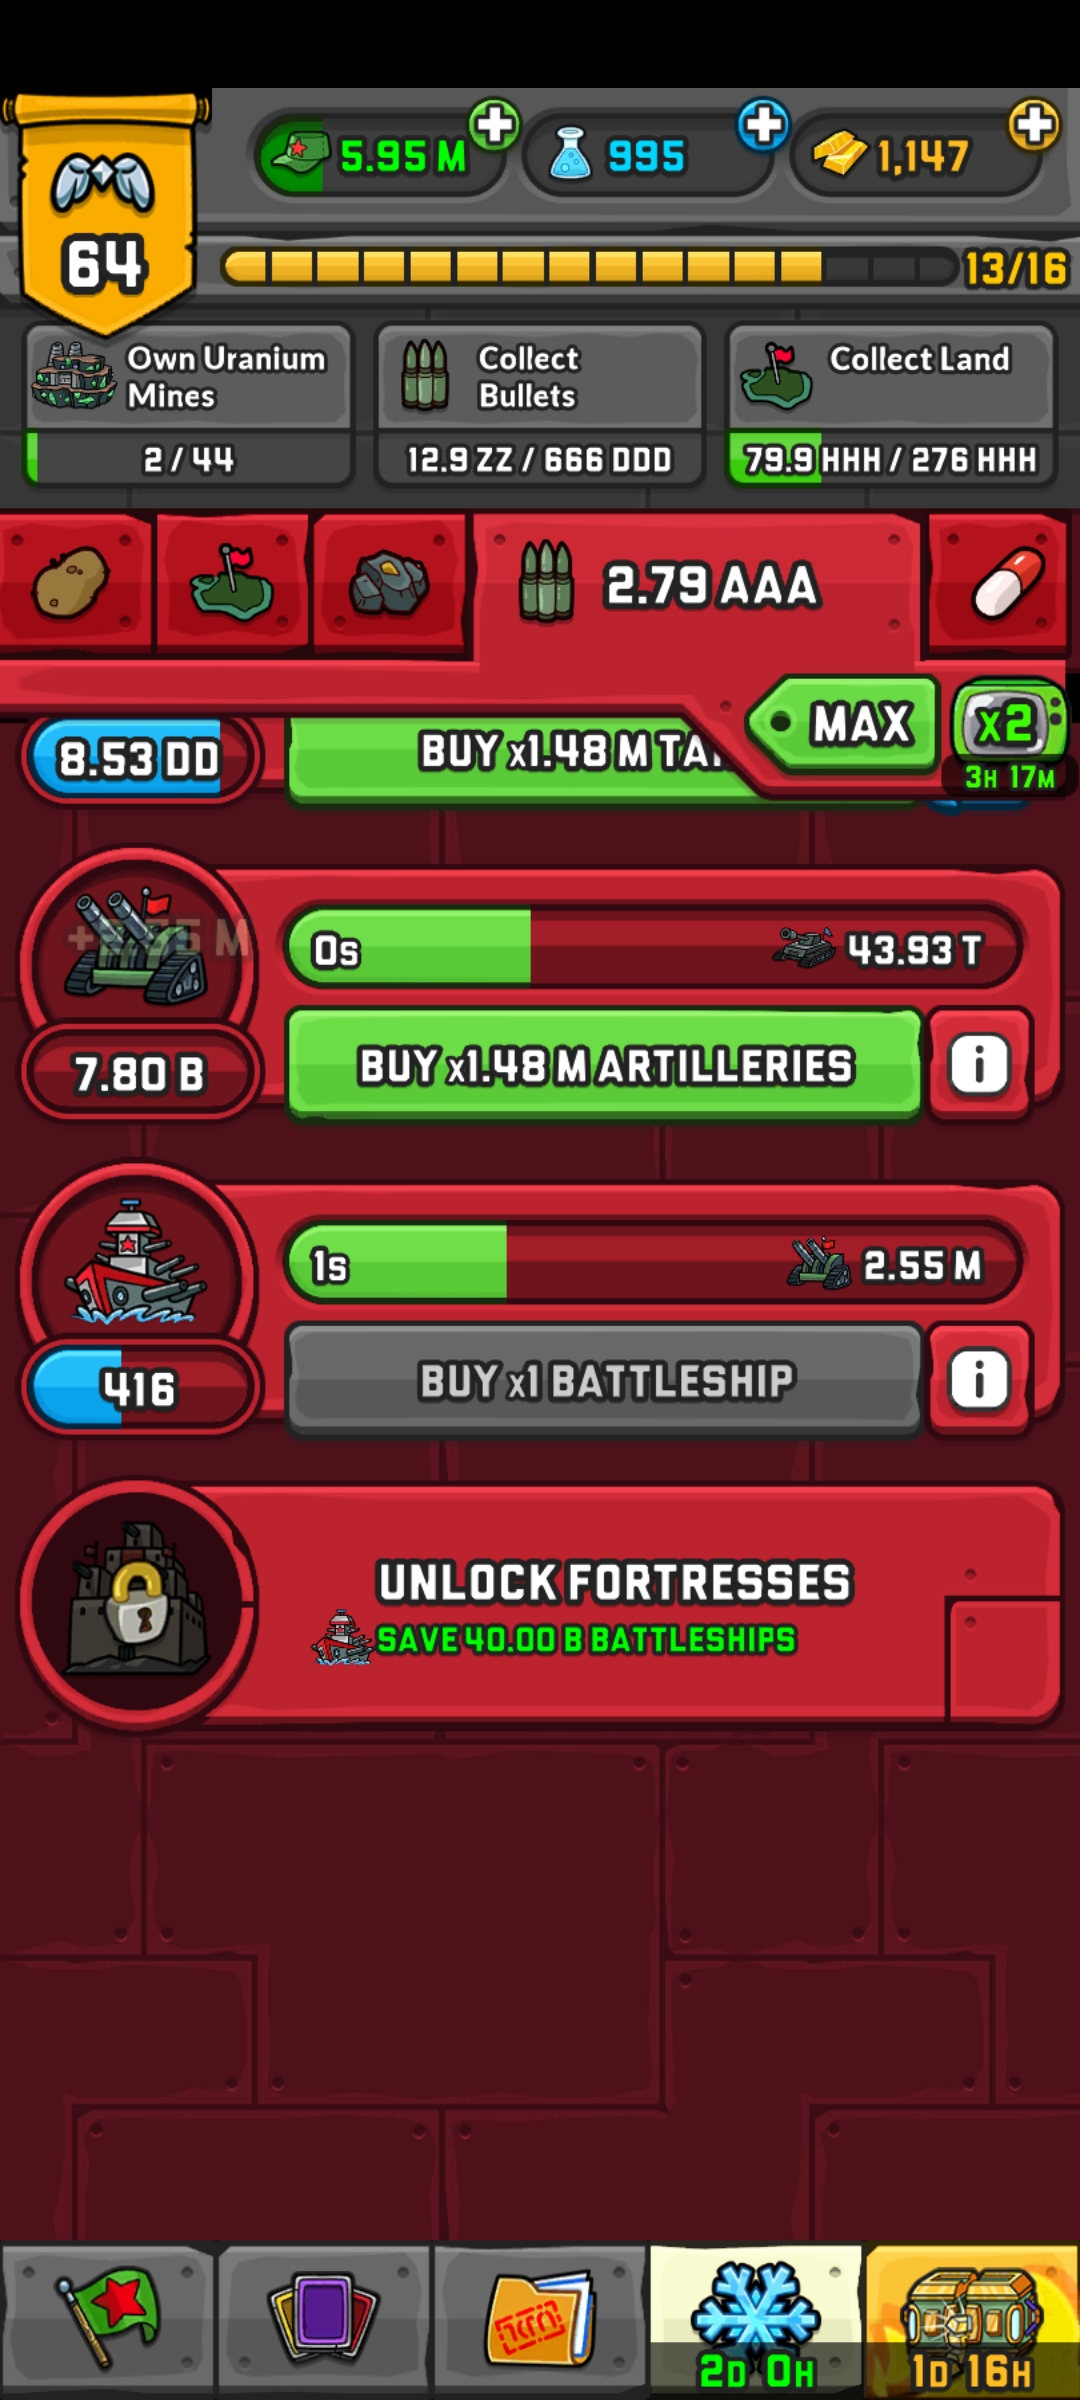 64
5.95 M
995
1,147
13/16
Own Uranium
Mines
2 / 44
Collect
Bullets
12.9 ZZ / 666 DDD
Collect Land
79.9 HHH / 276 HHH
2.79 AAA
MAX
X2
3H 17M
8.53 DD
BUY x1.48 M
0s
43.93 T
7.80 B
BUY x1.48 M ARTILLERIES
i
1s
2.55 M
416
BUY x1 BATTLESHIP
i
UNLOCK FORTRESSES
SAVE 40.00 B BATTLESHIPS
2D 0H
1D 16H